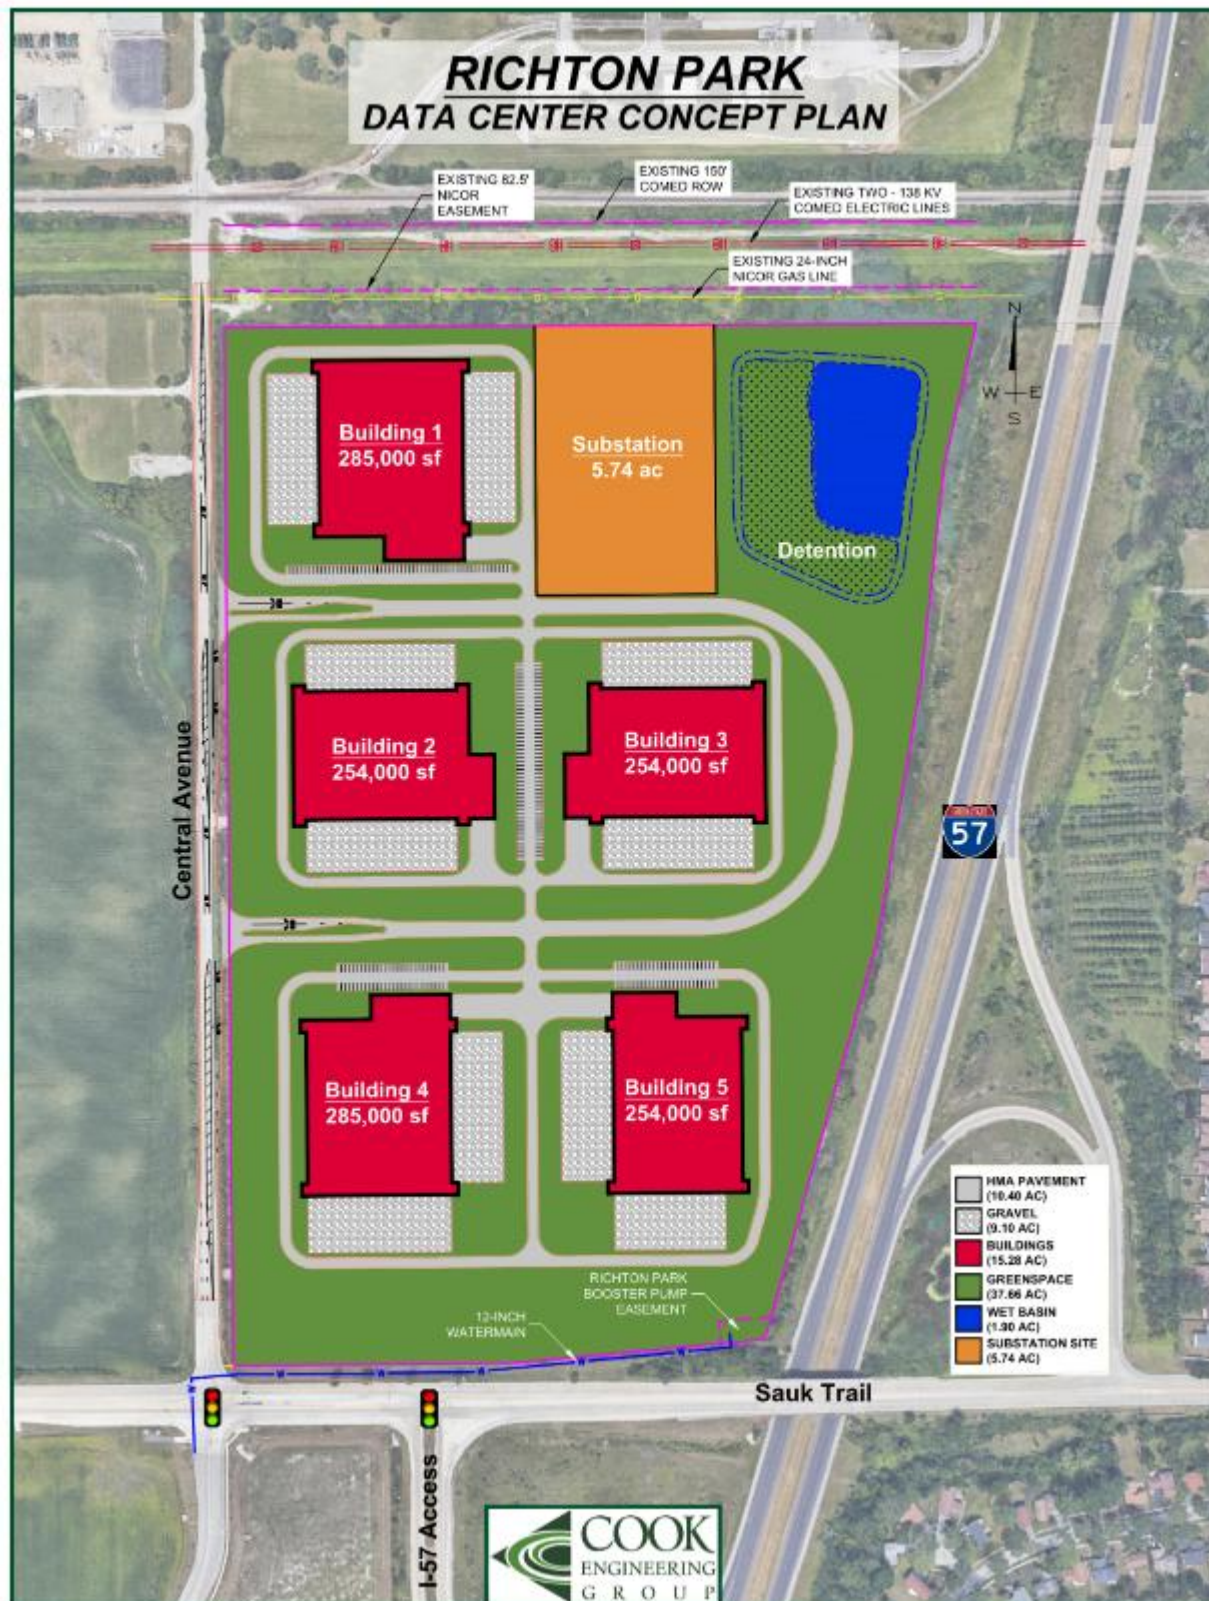 RICHTON PARK
DATA CENTER CONCEPT PLAN
EXISTING 82.5'
NICOR
EASEMENT
EXISTING 150'
COMED ROW
EXISTING TWO - 138 KV
COMED ELECTRIC LINES
EXISTING 24-INCH
NICOR GAS LINE
N
W E
S
Building 1
285,000 sf
Substation
5.74 ac
Detention
Building 2
254,000 sf
Building 3
254,000 sf
Central Avenue
57
Building 4
285,000 sf
Building 5
254,000 sf
HMA PAVEMENT
(10.40 AC)
GRAVEL
(9.10 AC)
BUILDINGS
(15.28 AC)
GREENSPACE
(37.66 AC)
WET BASIN
(1.90 AC)
SUBSTATION SITE
(5.74 AC)
RICHTON PARK
BOOSTER PUMP
EASEMENT
12-INCH
WATERMAIN
W W W W W
Sauk Trail
I-57 Access
COOK
ENGINEERING
GROUP